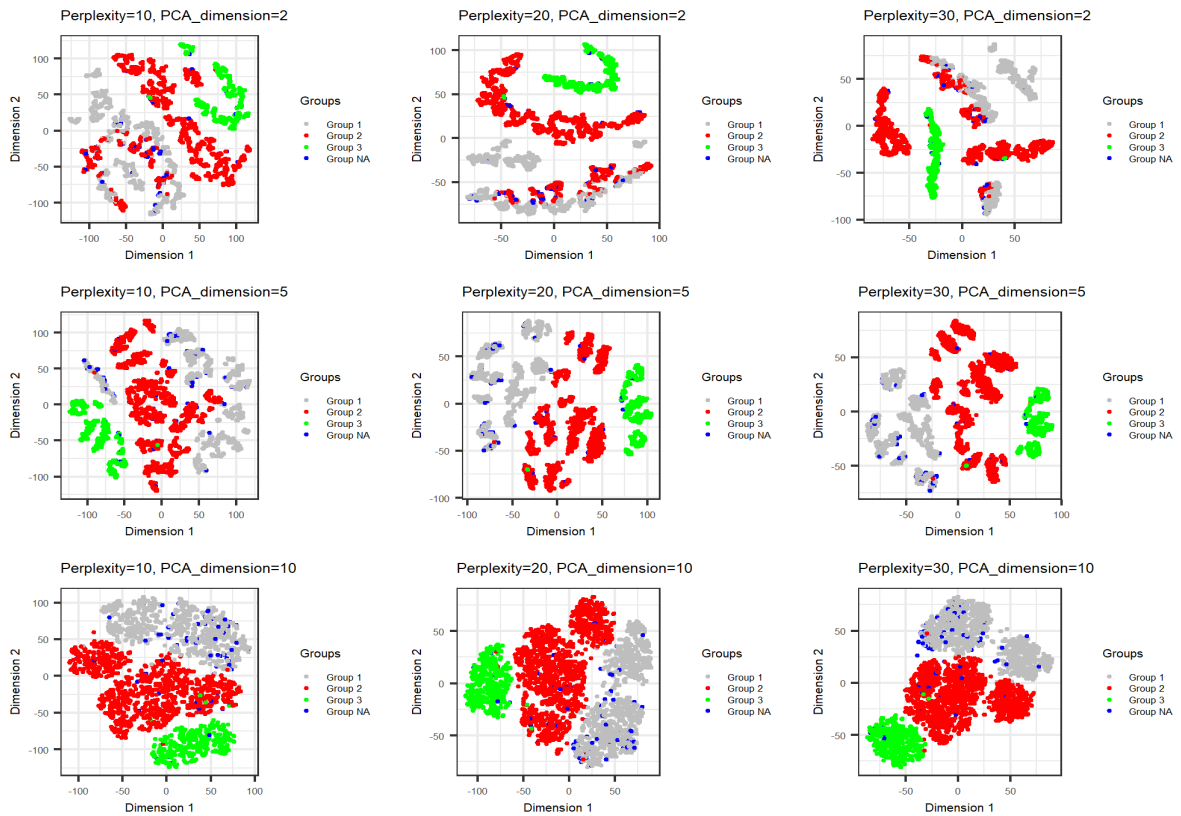 Perplexity=10, PCA_dimension=2
Dimension 2
100
50
0
-50
-100
-100 -50 0 50 100
Dimension 1
Groups
Group 1
Group 2
Group 3
Group NA
Perplexity=20, PCA_dimension=2
Dimension 2
100
50
0
-50
-50 0 50 100
Dimension 1
Groups
Group 1
Group 2
Group 3
Group NA
Perplexity=30, PCA_dimension=2
Dimension 2
50
0
-50
-100
-50 0 50
Dimension 1
Groups
Group 1
Group 2
Group 3
Group NA
Perplexity=10, PCA_dimension=5
Dimension 2
100
50
0
-50
-100
-100 -50 0 50 100
Dimension 1
Groups
Group 1
Group 2
Group 3
Group NA
Perplexity=20, PCA_dimension=5
Dimension 2
50
0
-50
-100
-100 -50 0 50 100
Dimension 1
Groups
Group 1
Group 2
Group 3
Group NA
Perplexity=30, PCA_dimension=5
Dimension 2
50
0
-50
-50 0 50 100
Dimension 1
Groups
Group 1
Group 2
Group 3
Group NA
Perplexity=10, PCA_dimension=10
Dimension 2
100
50
0
-50
-100
-100 -50 0 50 100
Dimension 1
Groups
Group 1
Group 2
Group 3
Group NA
Perplexity=20, PCA_dimension=10
Dimension 2
50
0
-50
-100 -50 0 50 100
Dimension 1
Groups
Group 1
Group 2
Group 3
Group NA
Perplexity=30, PCA_dimension=10
Dimension 2
50
0
-50
-50 0 50
Dimension 1
Groups
Group 1
Group 2
Group 3
Group NA